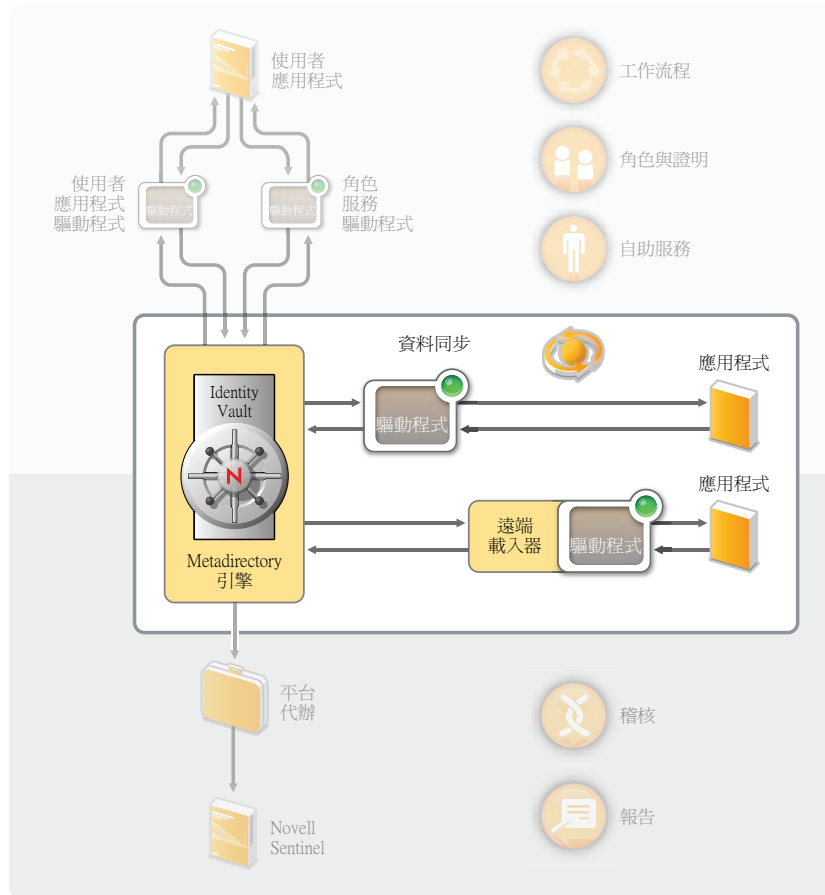 使用者
應用程式
工作流程
角色與證明
使用者
應用程式
驅動程式
驅動程式
驅動程式
角色
服務
驅動程式
自助服務
資料同步
應用程式
Identity
Vault
驅動程式
N
應用程式
遠端
載入器
驅動程式
Metadirectory
引擎
平台
代辦
稽核
Novell
Sentinel
報告